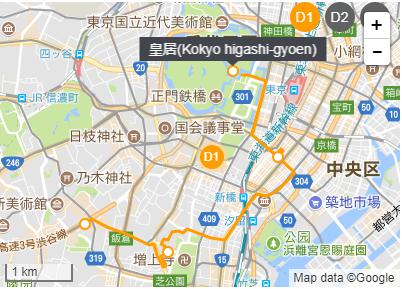 東京国立近代美術館
神田橋
D1
D2
+
−
皇居(Kokyo higashi-gyoen)
小網
四ツ谷
正門鉄橋
301
東京
宝町
JR 信濃町
国会議事堂
日枝神社
京橋
D1
中央区
304
乃木神社
新橋
築地市場
409
汐留
新美術館
飯倉
高速3号渋谷線
319
増上寺
芝公園
公園
浜離宮恩賜庭園
竹芝
1 km
Map data ©Google